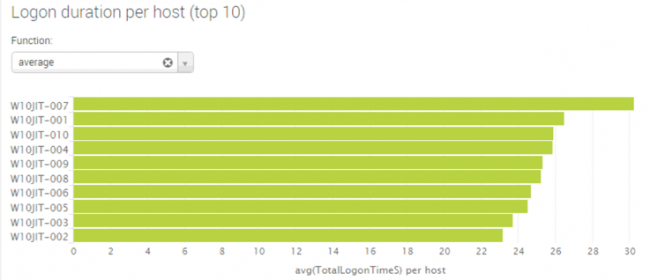 Logon duration per host (top 10)
Function:
average
W10JIT-007
W10JIT-001
W10JIT-010
W10JIT-004
W10JIT-009
W10JIT-008
W10JIT-006
W10JIT-005
W10JIT-003
W10JIT-002
0 2 4 6 8 10 12 14 16 18 20 22 24 26 28 30
avg(TotalLogonTimeS) per host